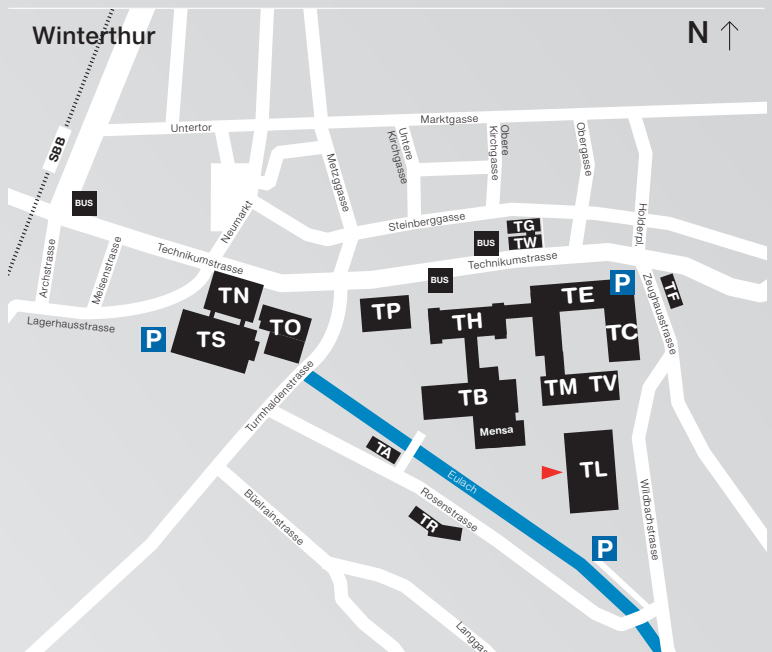 Winterthur
N
Untertor
Marktgasse
SBB
Untere
Kirchgasse
Obere
Kirchgasse
Obergasse
Metzggasse
BUS
Neumarkt
Steinberggasse
Holderpl.
TG
TW
BUS
Archstrasse
Meisenstrasse
Technikumstrasse
Technikumstrasse
BUS
P
TF
Zeughausstrasse
TN
TE
TP
TH
TO
TC
Lagerhausstrasse
P
TS
TM
TV
TB
Turmhaldenstrasse
Mensa
TA
TL
Eulach
Rosenstrasse
TR
Büelrainstrasse
Wildbachstrasse
P
Langgas